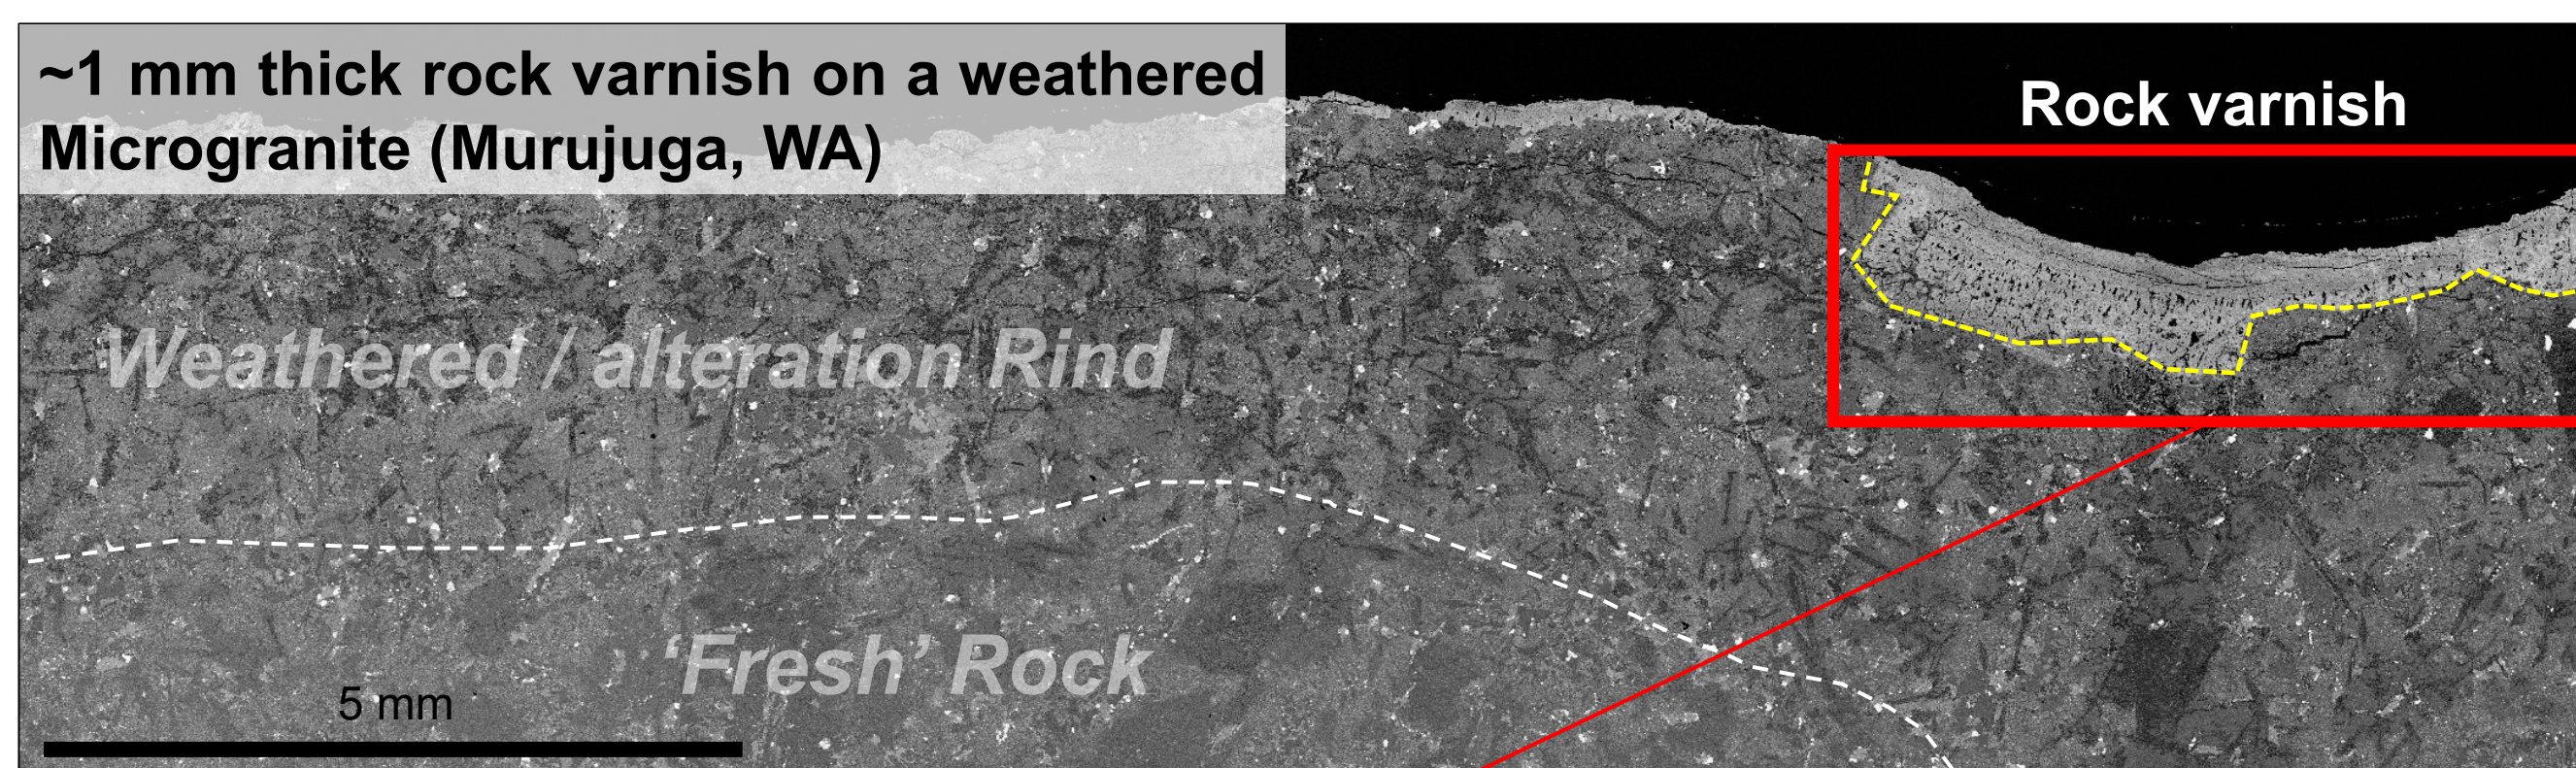 ~1 mm thick rock varnish on a weathered
Microgranite (Murujuga, WA)
Rock varnish
Weathered / alteration Rind
‘Fresh’ Rock
5 mm